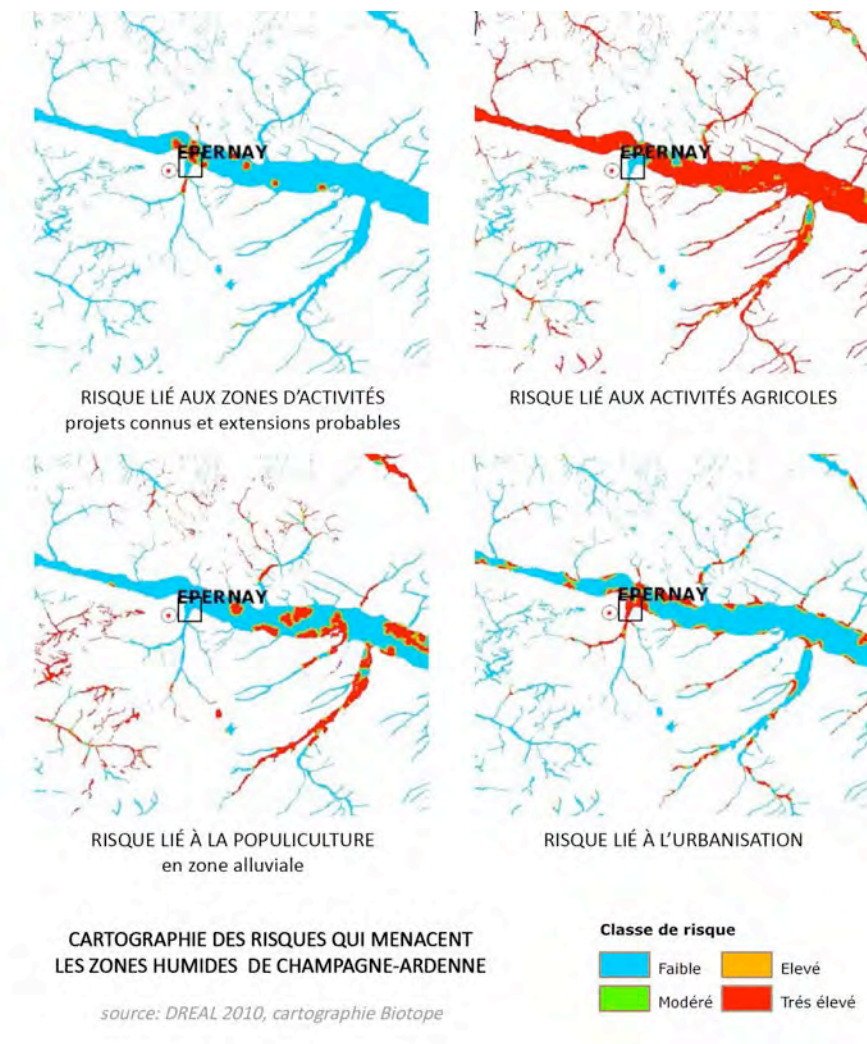 EPERNAY
EPERNAY
RISQUE LIÉ AUX ZONES D'ACTIVITÉS
projets connus et extensions probables
RISQUE LIÉ AUX ACTIVITÉS AGRICOLES
EPERNAY
EPERNAY
RISQUE LIÉ À LA POPULICULTURE
en zone alluviale
RISQUE LIÉ À L'URBANISATION
CARTOGRAPHIE DES RISQUES QUI MENACENT
LES ZONES HUMIDES DE CHAMPAGNE-ARDENNE
source: DREAL 2010, cartographie Biotope
Classe de risque
Faible
Elevé
Modéré
Trés élevé